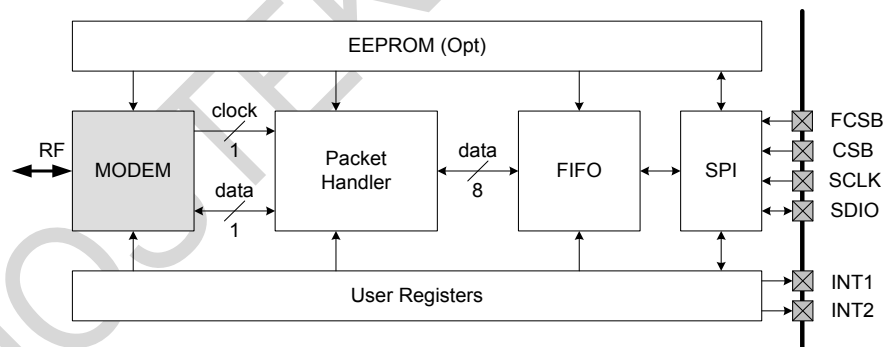 EEPROM (Opt)
clock
1
RF
MODEM
data
1
Packet
Handler
data
8
FIFO
SPI
FCSB
CSB
SCLK
SDIO
User Registers
INT1
INT2